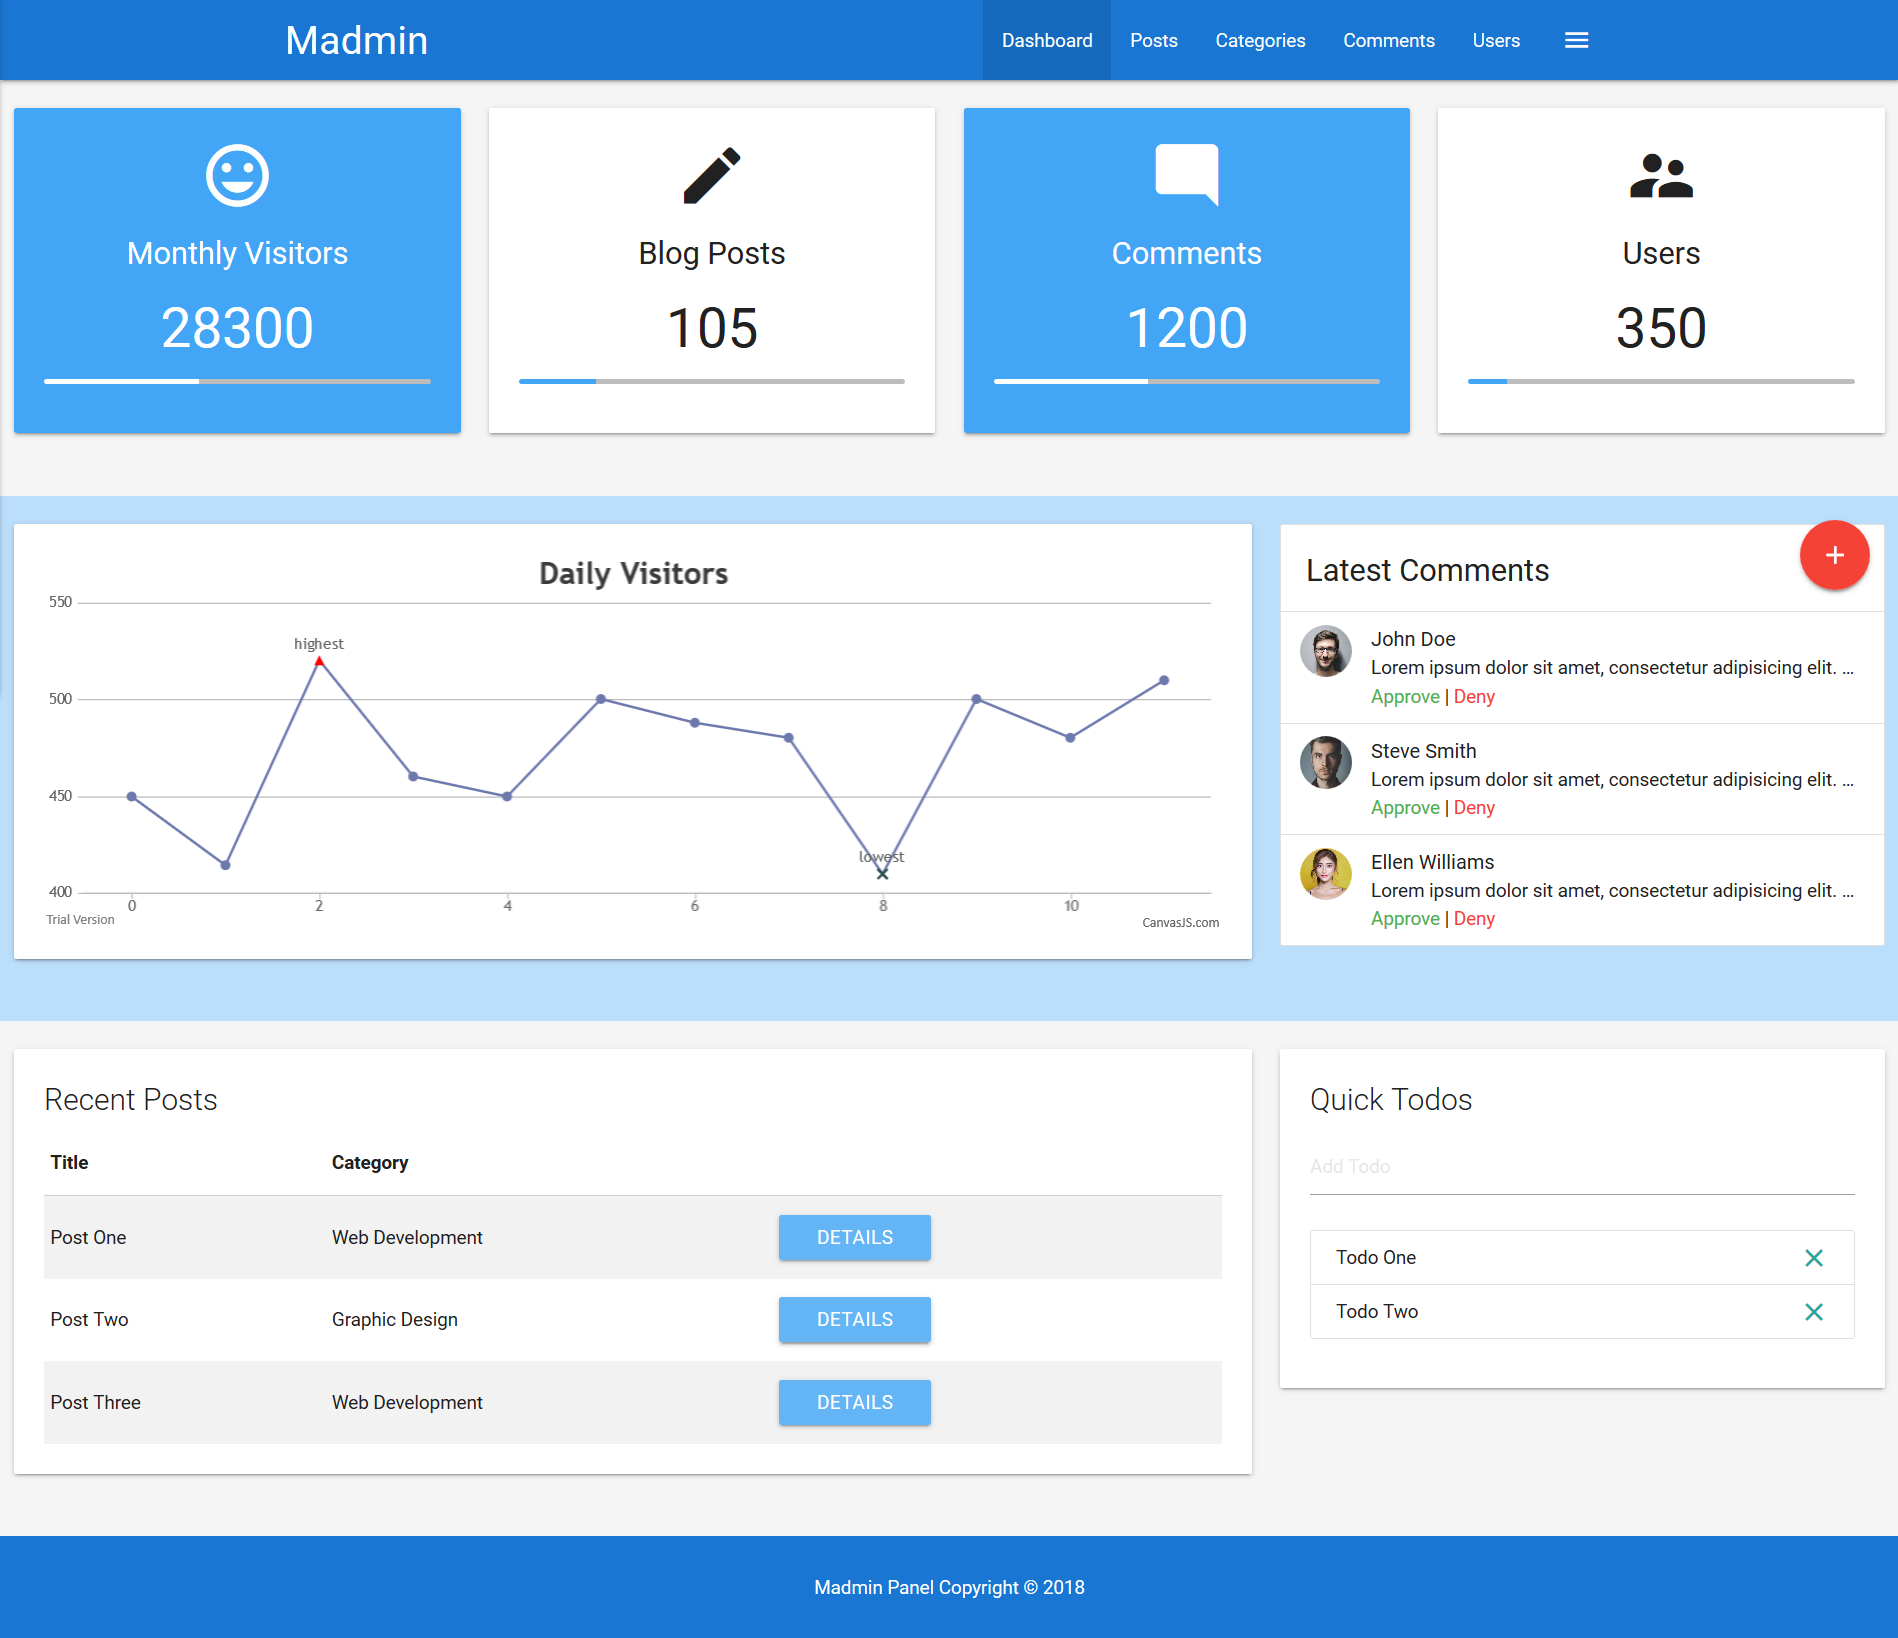 Madmin
Dashboard Posts Categories Comments Users
Monthly Visitors
28300
Blog Posts
105
Comments
1200
Users
350
Daily Visitors
550
500
450
400
highest
lowest
0 2 4 6 8 10
Trial Version
CanvasJS.com
Latest Comments
+
John Doe
Lorem ipsum dolor sit amet, consectetur adipisicing elit. ...
Approve | Deny
Steve Smith
Lorem ipsum dolor sit amet, consectetur adipisicing elit. ...
Approve | Deny
Ellen Williams
Lorem ipsum dolor sit amet, consectetur adipisicing elit. ...
Approve | Deny
Recent Posts
Title Category
Post One Web Development DETAILS
Post Two Graphic Design DETAILS
Post Three Web Development DETAILS
Quick Todos
Add Todo
Todo One
Todo Two
Madmin Panel Copyright © 2018